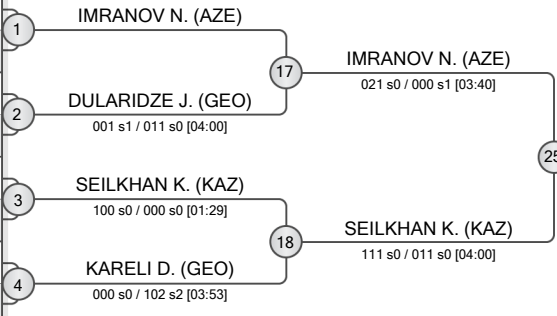 IMRANOV N. (AZE)
1
17
IMRANOV N. (AZE)
021 s0 / 000 s1 [03:40]
DULARIDZE J. (GEO)
2
001 s1 / 011 s0 [04:00]
25
SEILKHAN K. (KAZ)
3
100 s0 / 000 s0 [01:29]
18
SEILKHAN K. (KAZ)
111 s0 / 011 s0 [04:00]
KARELI D. (GEO)
4
000 s0 / 102 s2 [03:53]